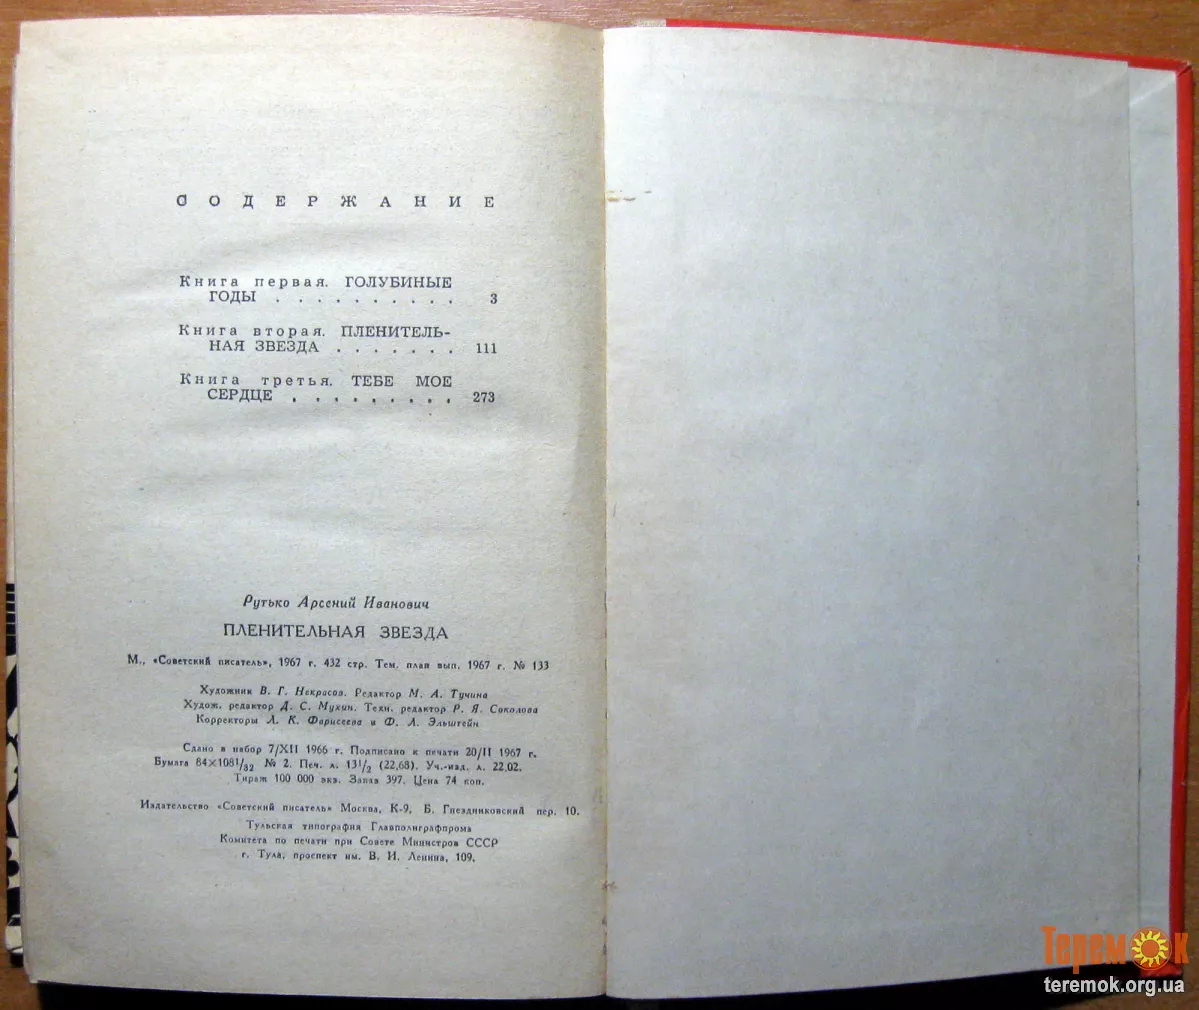 СОДЕРЖАНИЕ
Книга первая. ГОЛУБИНЫЕ
ГОДЫ . . . . . . . . . . 3
Книга вторая. ПЛЕНИТЕЛЬ-
НАЯ ЗВЕЗДА . . . . . . . 111
Книга третья. ТЕБЕ МОЕ
СЕРДЦЕ . . . . . . . . . 273
Рутько Арсений Иванович
ПЛЕНИТЕЛЬНАЯ ЗВЕЗДА
М., «Советский писатель», 1967 г. 432 стр. Тем. план вып. 1967 г. № 133
Художник В. Г. Некрасов. Редактор М. А. Тучина
Худож. редактор Д. С. Мухин. Техн. редактор Р. Я. Соколова
Корректоры Л. К. Фарисеева и Ф. Л. Эльштейн
Сдано в набор 7/XII 1966 г. Подписано к печати 20/II 1967 г.
Бумага 84×108 1/32 № 2. Печ. л. 13 1/2 (22,68). Уч.-изд. л. 22,02.
Тираж 100 000 экз. Заказ 397. Цена 74 коп.
Издательство «Советский писатель» Москва, К-9, Б. Гнездниковский пер. 10.
Тульская типография Главполиграфпрома
Комитета по печати при Совете Министров СССР
г. Тула, проспект им. В. И. Ленина, 109.
Теремок
teremok.org.ua